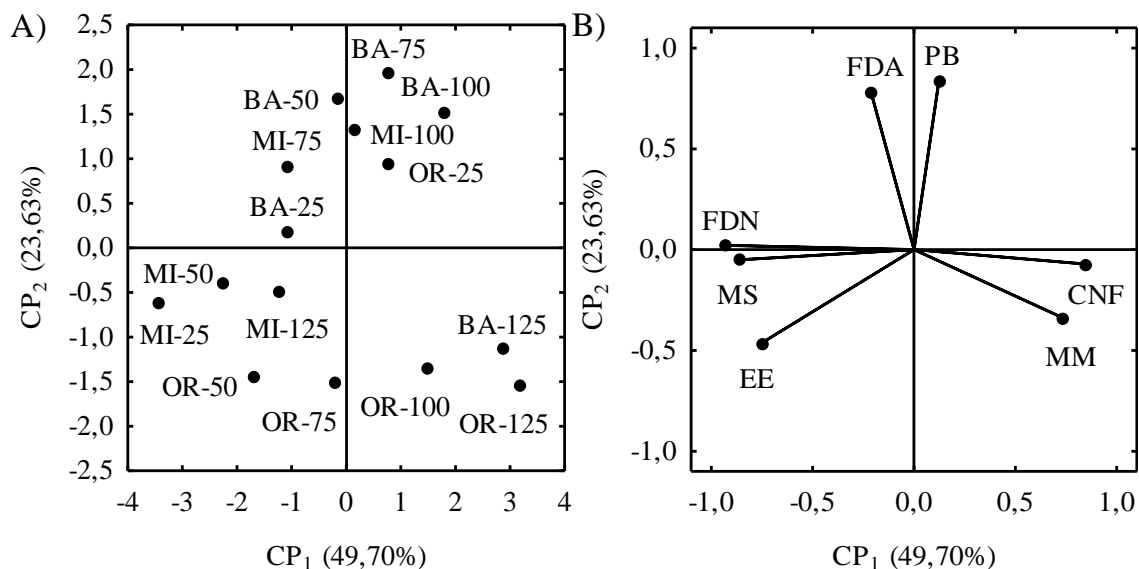 A)
2,5
2,0
1,5
1,0
0,5
0,0
-0,5
-1,0
-1,5
-2,0
-2,5
CP2 (23,63%)
BA-75
BA-100
BA-50
MI-100
MI-75
OR-25
BA-25
MI-50
MI-25
MI-125
BA-125
OR-50
OR-75
OR-100
OR-125
-4 -3 -2 -1 0 1 2 3 4
CP1 (49,70%)
B)
1,0
0,5
0,0
-0,5
-1,0
CP2 (23,63%)
FDA
PB
FDN
MS
CNF
MM
EE
-1,0 -0,5 0,0 0,5 1,0
CP1 (49,70%)